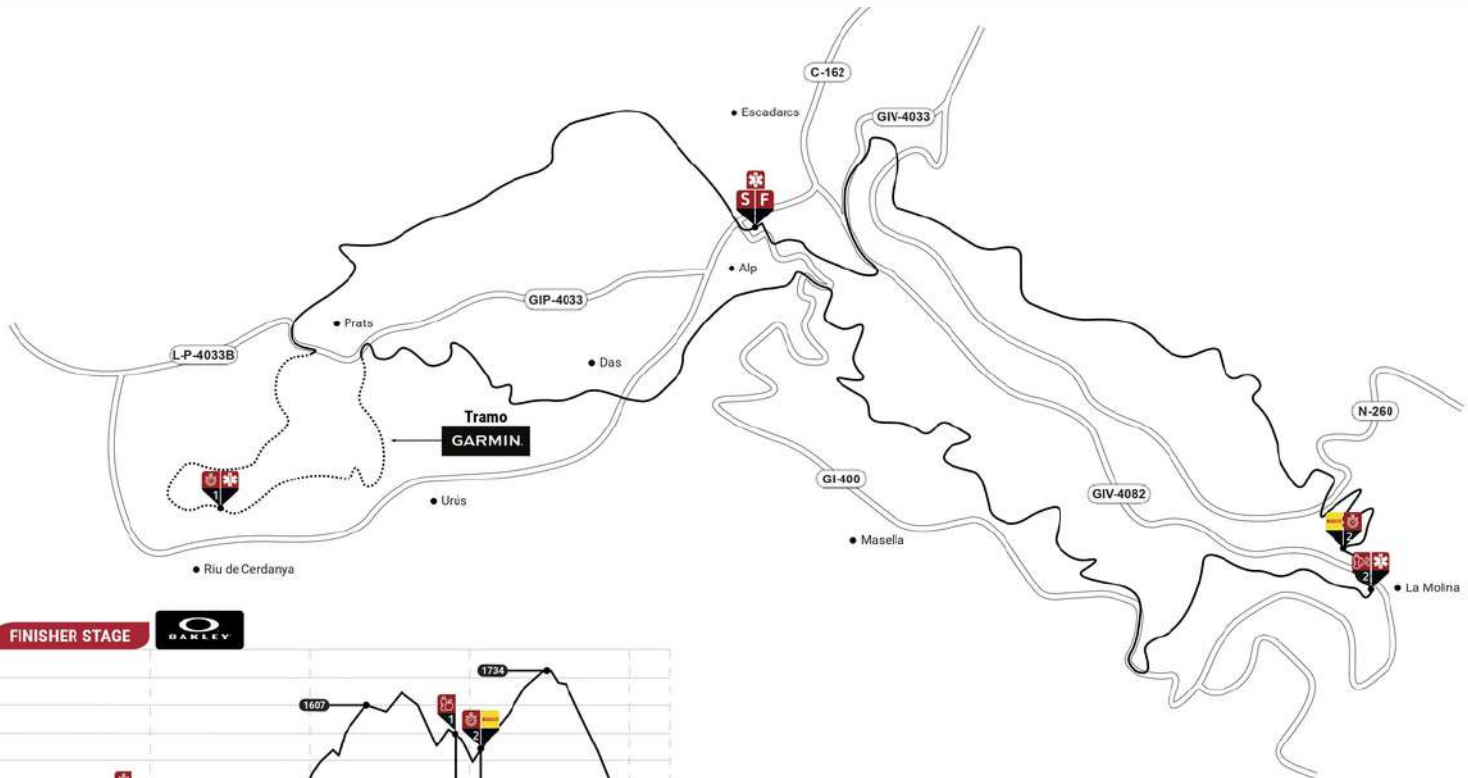 C-162
Escadarcs
GIV-4033
S F
Alp
GIP-4033
Prats
L-P-4033B
Das
Tramo
GARMIN.
N-260
1
GI-400
GIV-4082
Urús
Masella
2
Riu de Cerdanya
2
La Molina
FINISHER STAGE
OAKLEY
1734
1607
1
2